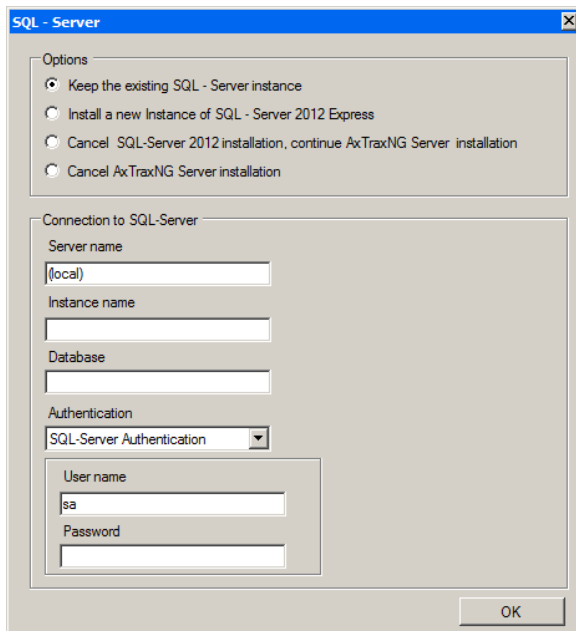 SQL - Server
Options
Keep the existing SQL - Server instance
Install a new Instance of SQL - Server 2012 Express
Cancel SQL-Server 2012 installation, continue AxTraxNG Server installation
Cancel AxTraxNG Server installation
Connection to SQL-Server
Server name
(local)
Instance name
Database
Authentication
SQL-Server Authentication
User name
sa
Password
OK